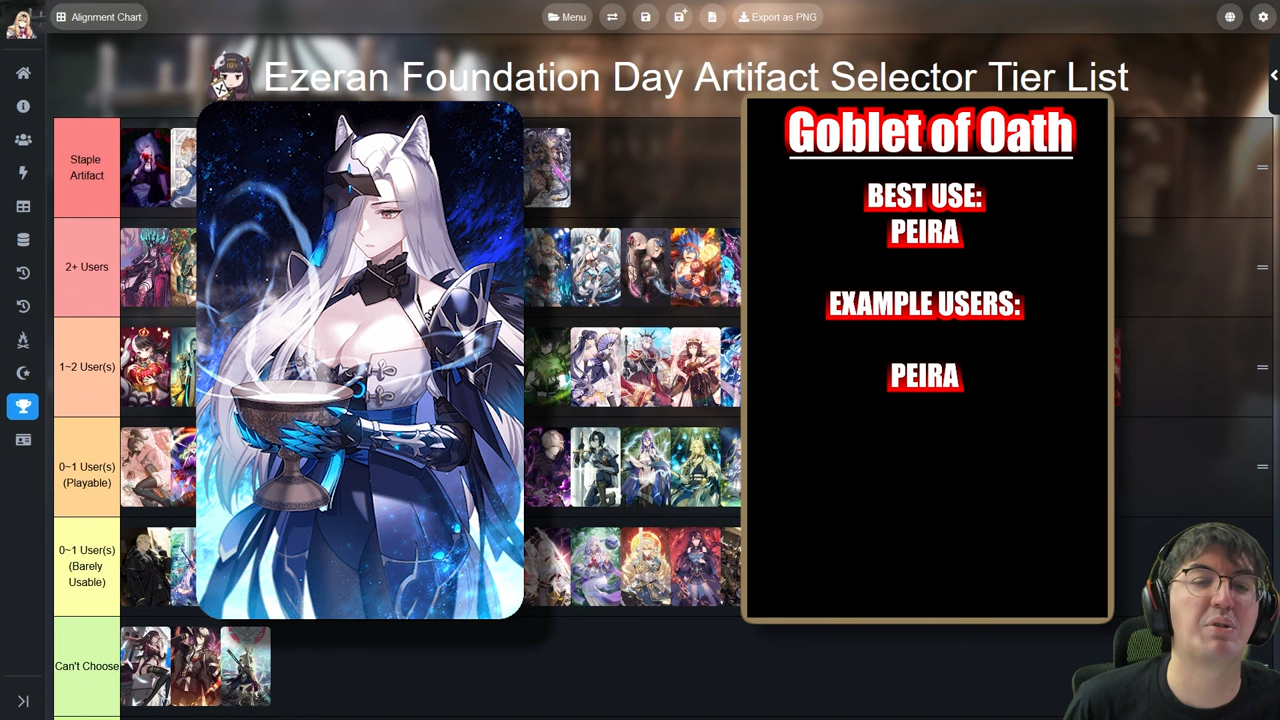 Alignment Chart
Menu
Export as PNG
Ezeran Foundation Day Artifact Selector Tier List
Staple
Artifact
2+ Users
1~2 User(s)
0~1 User(s)
(Playable)
0~1 User(s)
(Barely
Usable)
Can't Choose
Goblet of Oath
BEST USE:
PEIRA
EXAMPLE USERS:
PEIRA